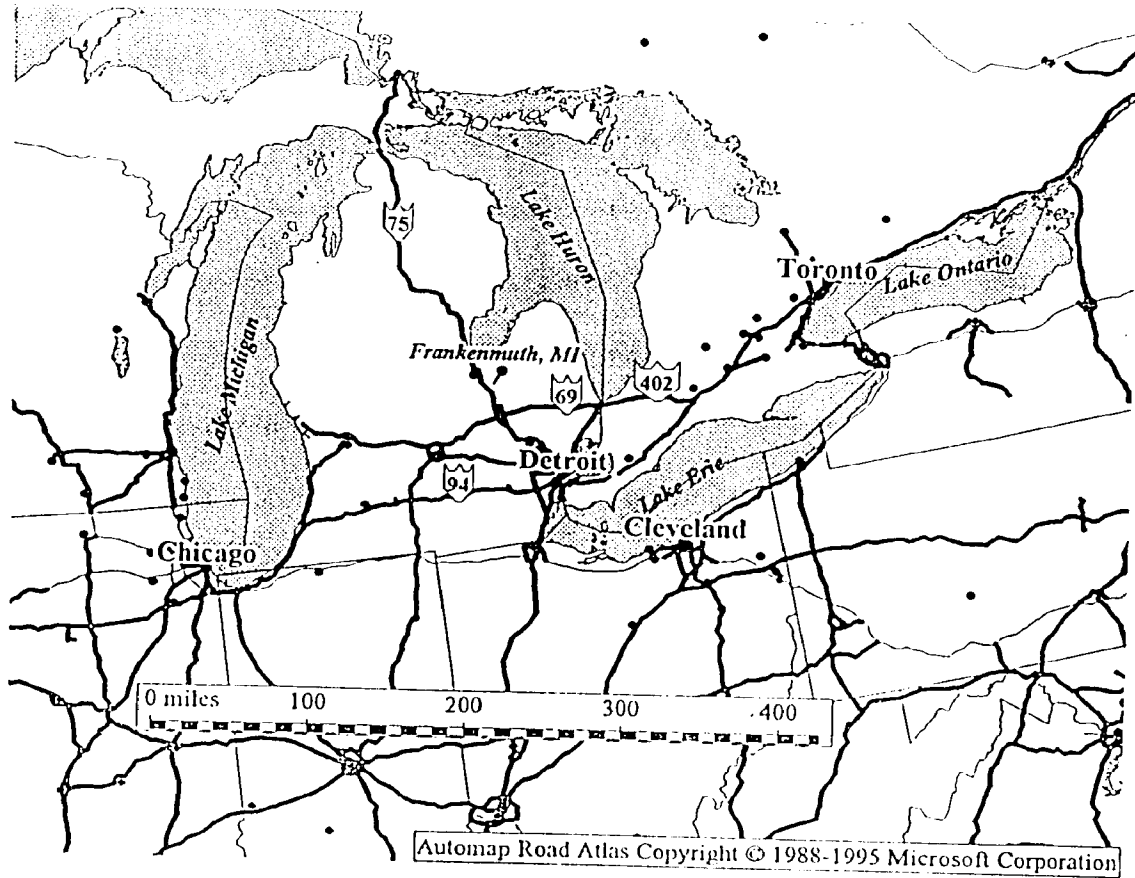 75
Lake Huron
Toronto
Lake Ontario
Lake Michigan
Frankenmuth, MI
69
402
Detroit
94
Lake Erie
Cleveland
Chicago
0 miles 100 200 300 400
Automap Road Atlas Copyright © 1988-1995 Microsoft Corporation